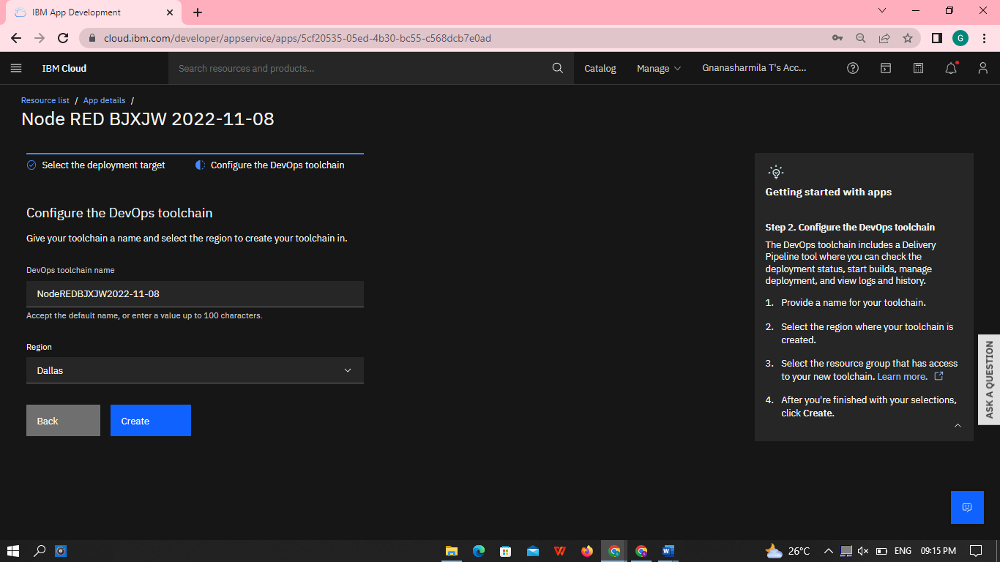 IBM App Development
cloud.ibm.com/developer/appservice/apps/5cf20535-05ed-4b30-bc55-c568dcb7e0ad
G
IBM Cloud
Search resources and products...
Catalog
Manage
Gnanasharmila T's Acc...
Resource list / App details /
Node RED BJXJW 2022-11-08
Select the deployment target
Configure the DevOps toolchain
Configure the DevOps toolchain
Give your toolchain a name and select the region to create your toolchain in.
DevOps toolchain name
NodeREDBJXJW2022-11-08
Accept the default name, or enter a value up to 100 characters.
Region
Dallas
Back
Create
Getting started with apps
Step 2. Configure the DevOps toolchain
The DevOps toolchain includes a Delivery
Pipeline tool where you can check the
deployment status, start builds, manage
deployment, and view logs and history.
1. Provide a name for your toolchain.
2. Select the region where your toolchain is
created.
3. Select the resource group that has access
to your new toolchain. Learn more.
4. After you're finished with your selections,
click Create.
ASK A QUESTION
26°C
ENG
09:15 PM